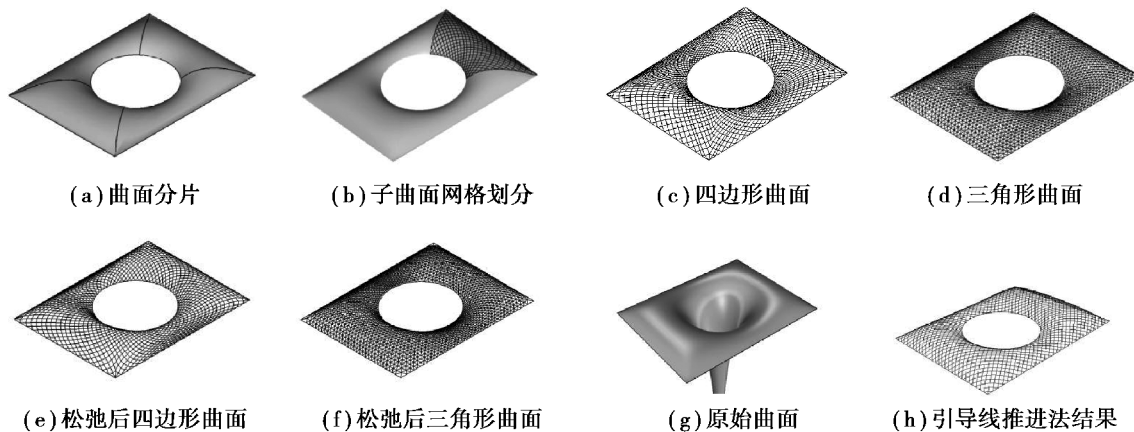 (a)曲面分片
(b)子曲面网格划分
(c)四边形曲面
(d)三角形曲面
(e)松弛后四边形曲面
(f)松弛后三角形曲面
(g)原始曲面
(h)引导线推进法结果